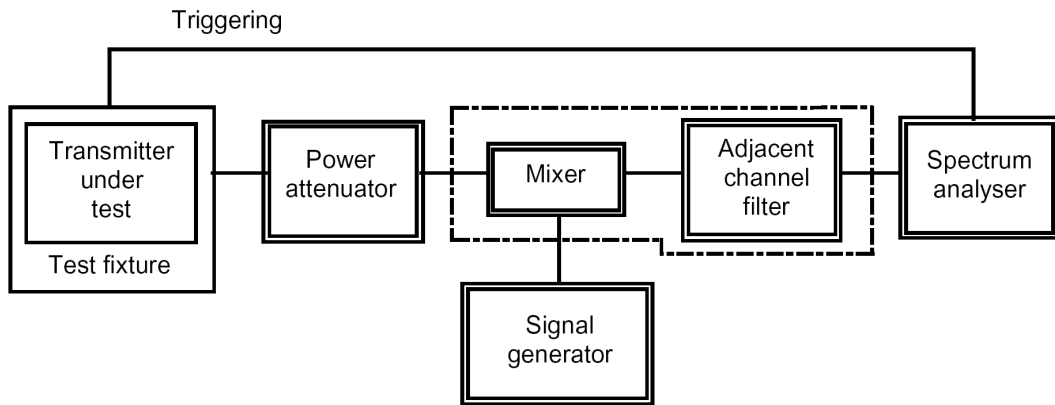 Triggering
Transmitter
under
test
Test fixture
Power
attenuator
Mixer
Adjacent
channel
filter
Spectrum
analyser
Signal
generator